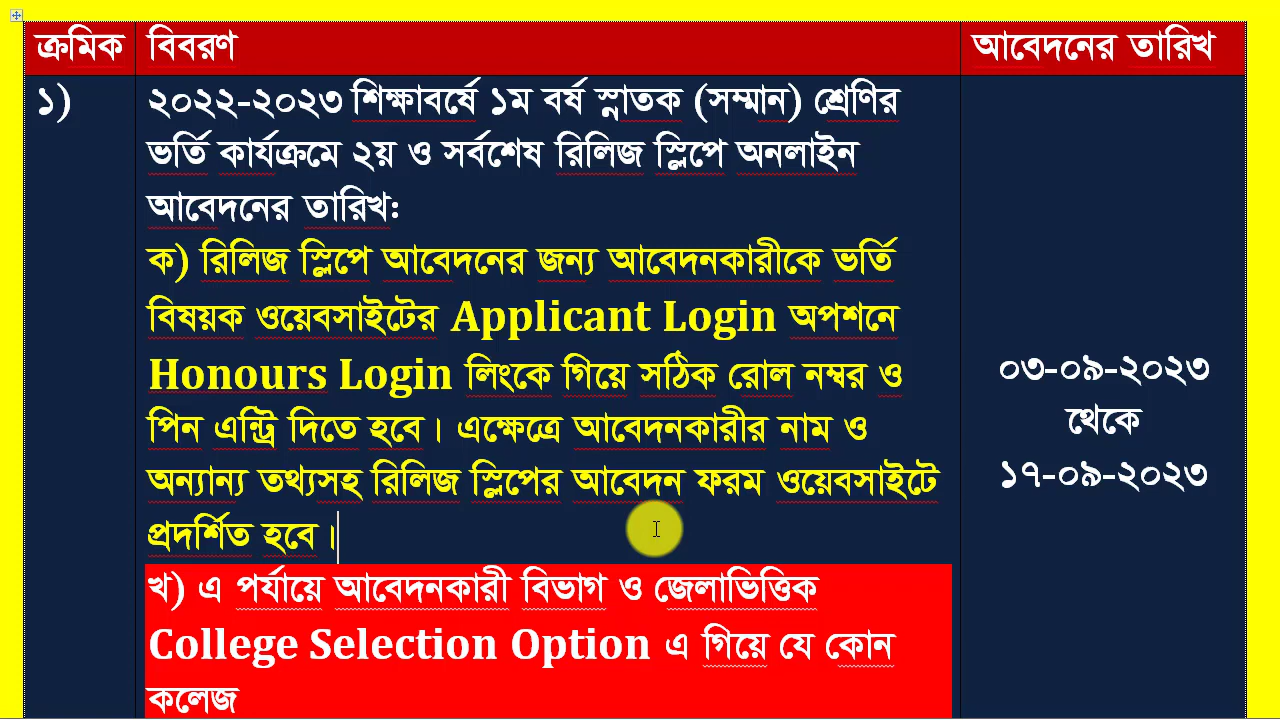 ক্রমিক বিবরণ আবেদনের তারিখ
১) ২০২২-২০২৩ শিক্ষাবর্ষে ১ম বর্ষ স্নাতক (সম্মান) শ্রেণির
ভর্তি কার্যক্রমে ২য় ও সর্বশেষ রিলিজ স্লিপে অনলাইন
আবেদনের তারিখ:
ক) রিলিজ স্লিপে আবেদনের জন্য আবেদনকারীকে ভর্তি
বিষয়ক ওয়েবসাইটের Applicant Login অপশনে
Honours Login লিংকে গিয়ে সঠিক রোল নম্বর ও
পিন এন্ট্রি দিতে হবে। এক্ষেত্রে আবেদনকারীর নাম ও
অন্যান্য তথ্যসহ রিলিজ স্লিপের আবেদন ফরম ওয়েবসাইটে
প্রদর্শিত হবে।
খ) এ পর্যায়ে আবেদনকারী বিভাগ ও জেলাভিত্তিক
College Selection Option এ গিয়ে যে কোন
কলেজ
০৩-০৯-২০২৩
থেকে
১৭-০৯-২০২৩